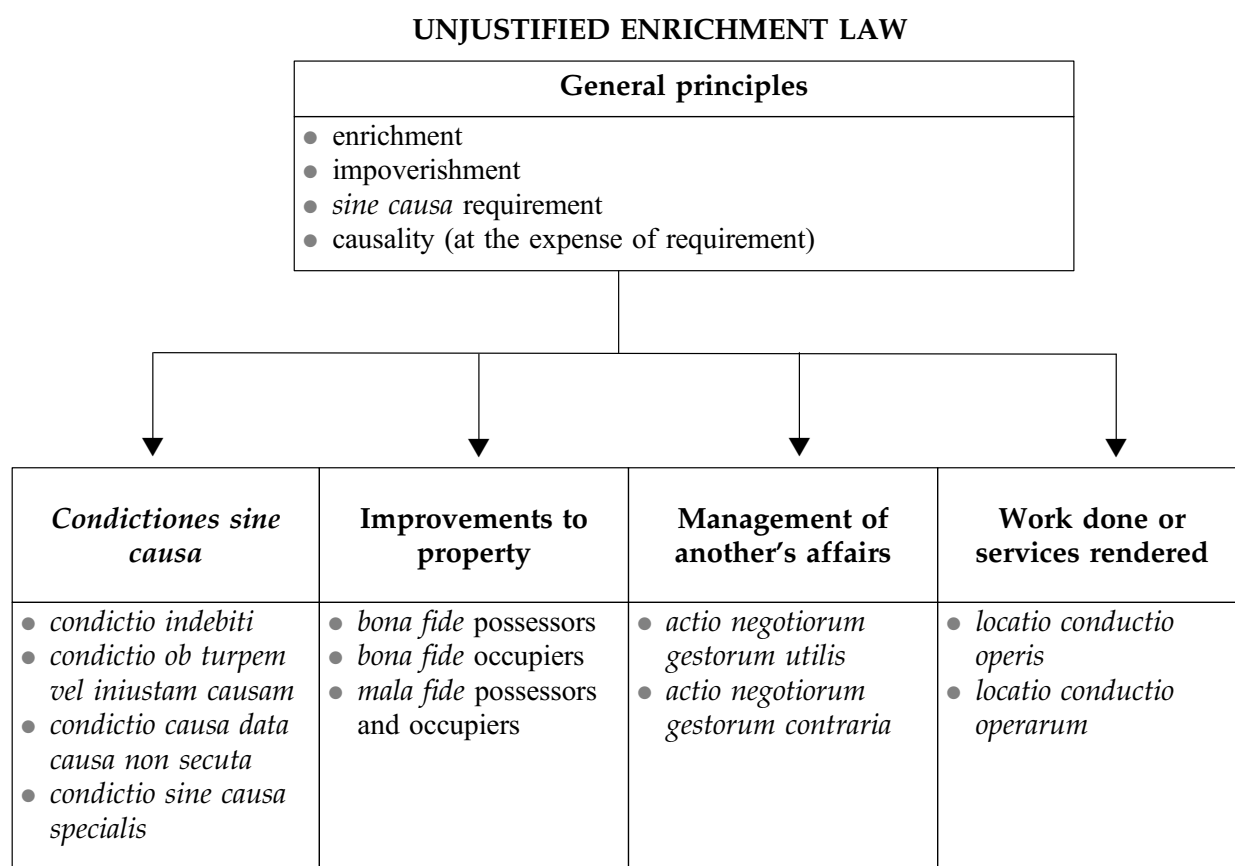 UNJUSTIFIED ENRICHMENT LAW
General principles
● enrichment
● impoverishment
● sine causa requirement
● causality (at the expense of requirement)
Condictiones sine
causa
● condictio indebiti
● condictio ob turpem
vel iniustam causam
● condictio causa data
causa non secuta
● condictio sine causa
specialis
Improvements to
property
● bona fide possessors
● bona fide occupiers
● mala fide possessors
and occupiers
Management of
another's affairs
● actio negotiorum
gestorum utilis
● actio negotiorum
gestorum contraria
Work done or
services rendered
● locatio conductio
operis
● locatio conductio
operarum